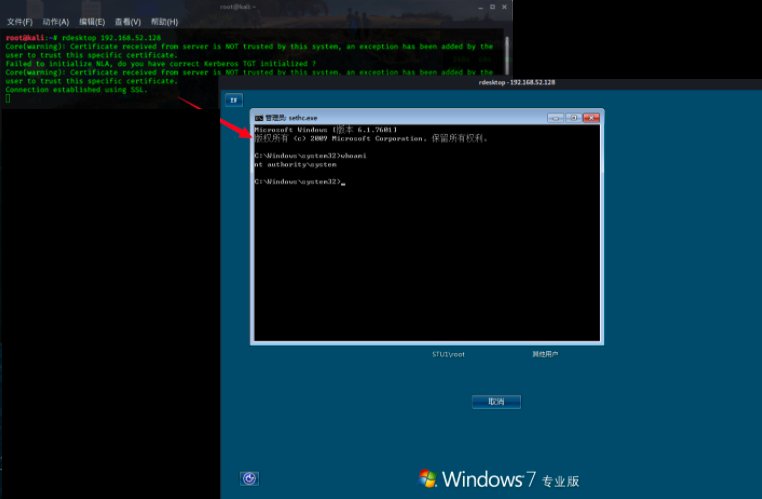 root@kali: ~
文件(F) 动作(A) 编辑(E) 查看(V) 帮助(H)
root@kali:~# rdesktop 192.168.52.128
Core(warning): Certificate received from server is NOT trusted by this system, an exception has been added by the
user to trust this specific certificate.
Failed to initialize NLA, do you have correct Kerberos TGT initialized ?
Core(warning): Certificate received from server is NOT trusted by this system, an exception has been added by the
user to trust this specific certificate.
Connection established using SSL.
rdesktop - 192.168.52.128
管理员: sethc.exe
Microsoft Windows [版本 6.1.7601]
版权所有 (c) 2009 Microsoft Corporation。保留所有权利。
C:\Windows\system32>whoami
nt authority\system
C:\Windows\system32>
STU1\root 其他用户
取消
Windows 7 专业版